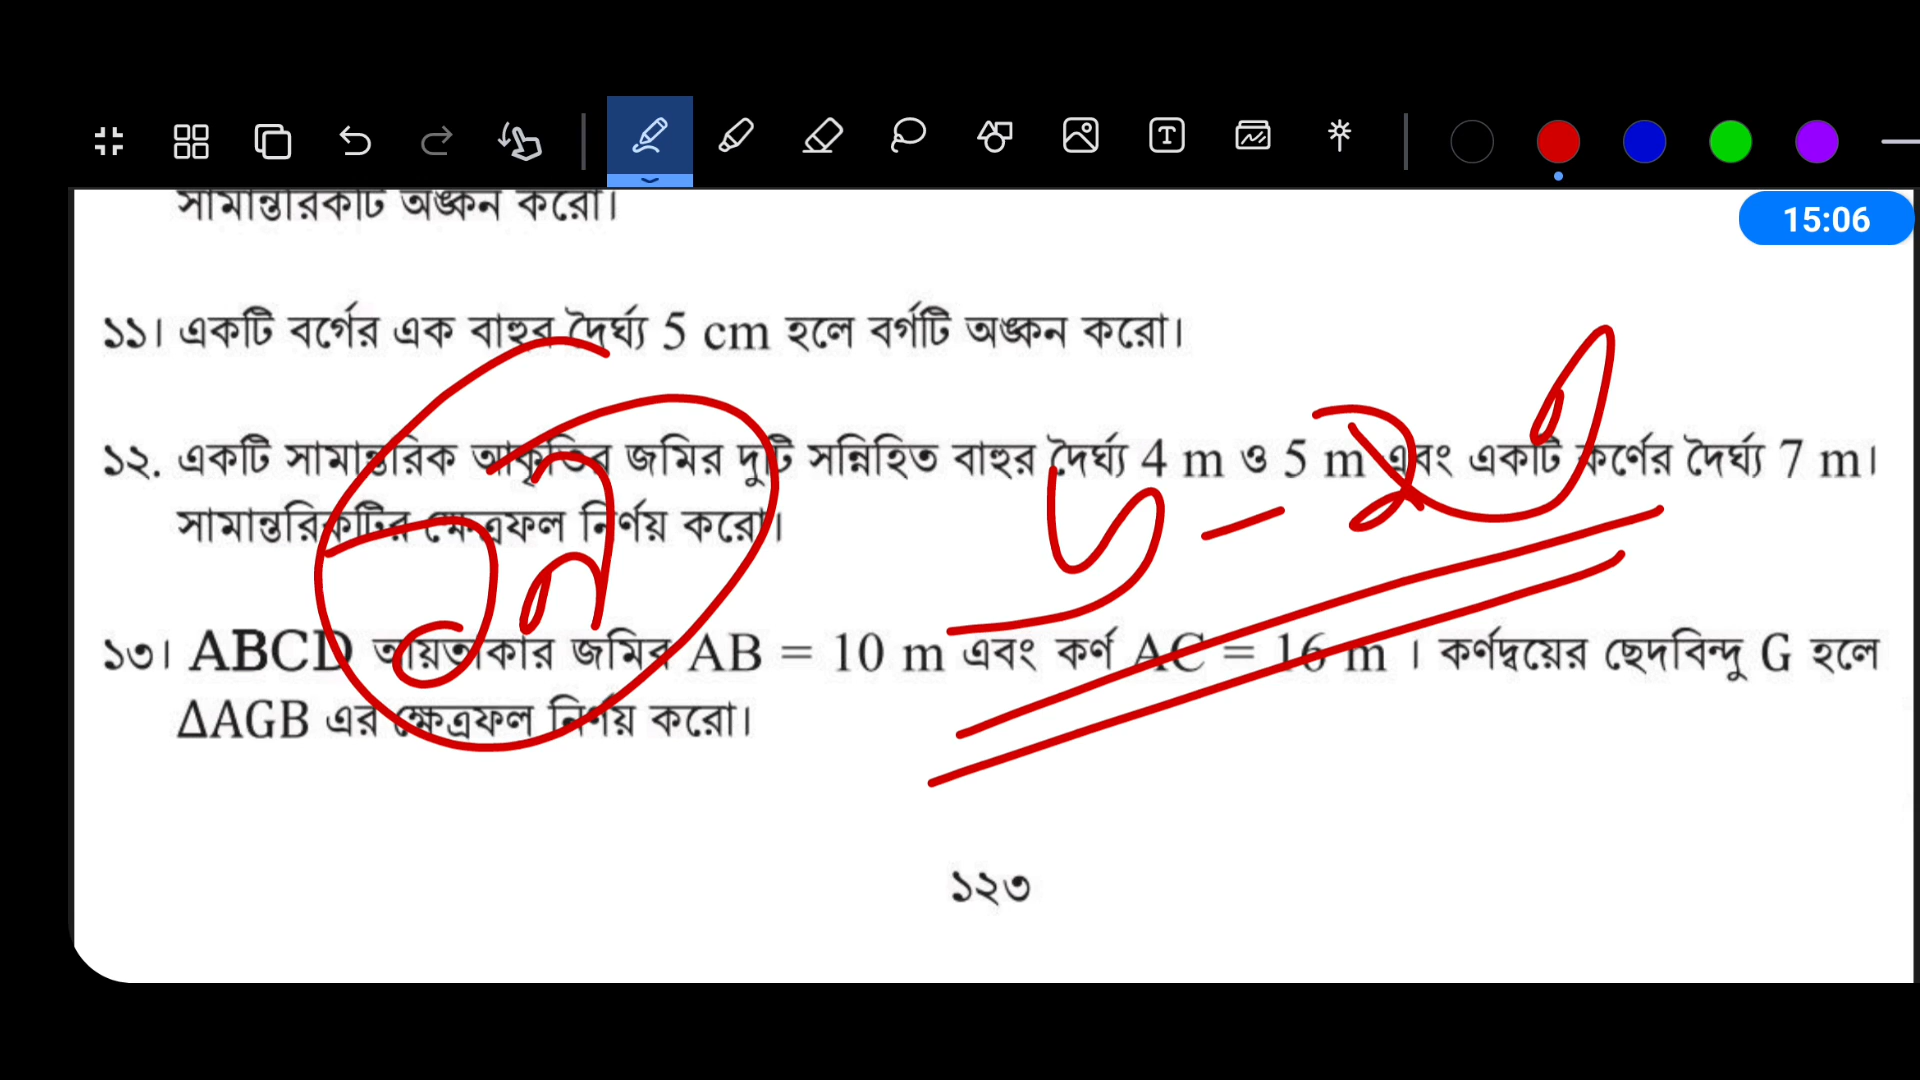 সামান্তরিকটি অঙ্কন করো।
15:06
১১। একটি বর্গের এক বাহুর দৈর্ঘ্য 5 cm হলে বর্গটি অঙ্কন করো।
১২. একটি সামান্তরিক আকৃতির জমির দুটি সন্নিহিত বাহুর দৈর্ঘ্য 4 m ও 5 m এবং একটি কর্ণের দৈর্ঘ্য 7 m।
সামান্তরিকটির ক্ষেত্রফল নির্ণয় করো।
১৩। ABCD আয়তাকার জমির AB = 10 m এবং কর্ণ AC = 16 m । কর্ণদ্বয়ের ছেদবিন্দু G হলে
ΔAGB এর ক্ষেত্রফল নির্ণয় করো।
১২৩